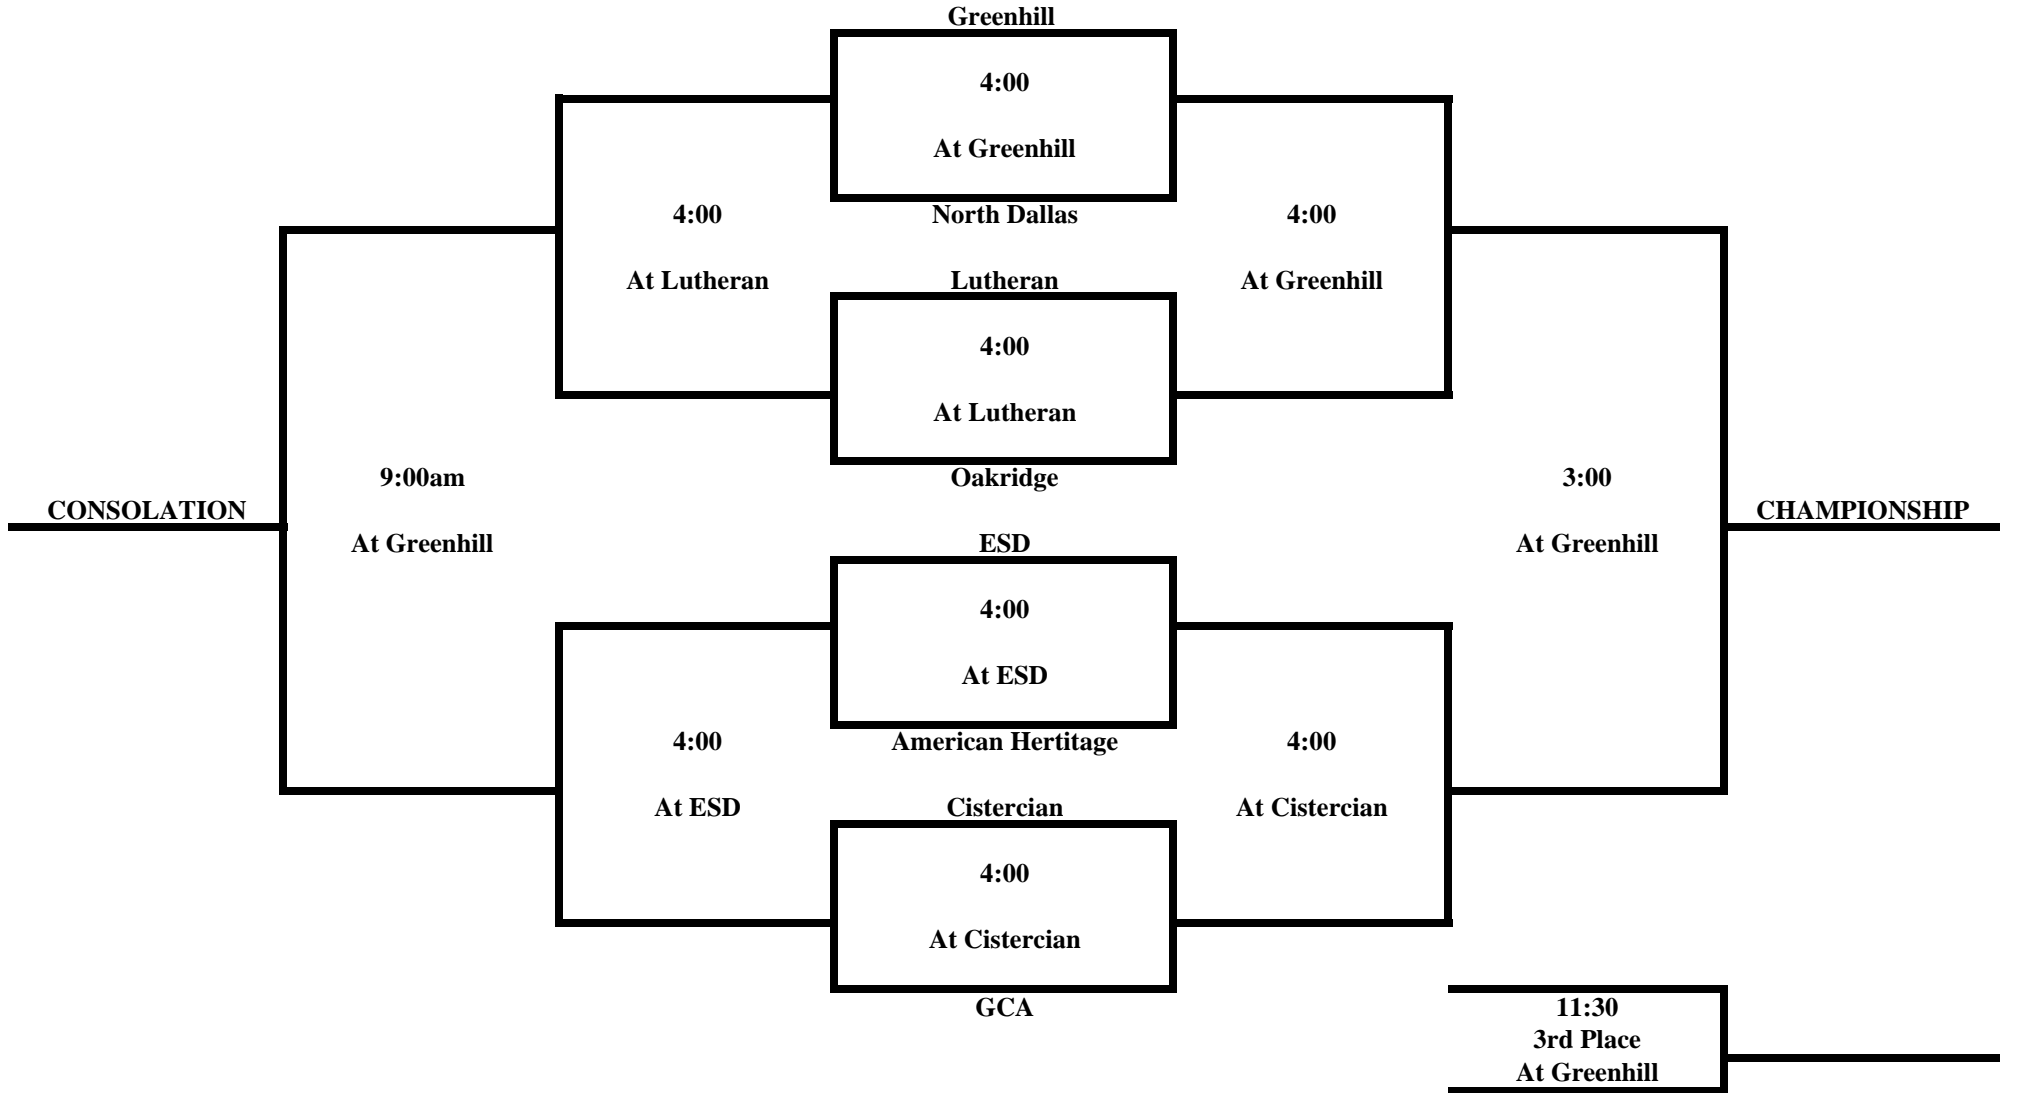 Greenhill
4:00
At Greenhill
4:00
North Dallas
4:00
At Lutheran
Lutheran
At Greenhill
4:00
At Lutheran
9:00am
Oakridge
3:00
CONSOLATION
CHAMPIONSHIP
At Greenhill
ESD
At Greenhill
4:00
At ESD
4:00
American Hertitage
4:00
At ESD
Cistercian
At Cistercian
4:00
At Cistercian
GCA
11:30
3rd Place
At Greenhill